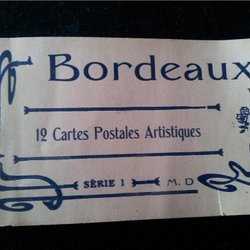 Bordeaux
12 Cartes Postales Artistiques
SÉRIE 1 M. D